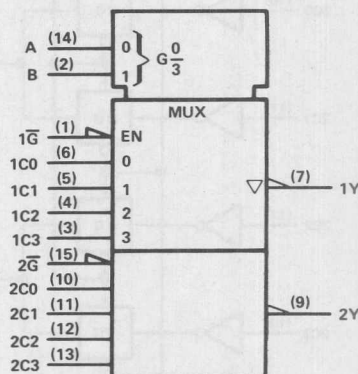 A (14) 0 } G 0/3
B (2) 1
MUX
1G̅ (1) EN
1C0 (6) 0
1C1 (5) 1
(7) 1Y
1C2 (4) 2
1C3 (3) 3
2G̅ (15)
2C0 (10)
2C1 (11)
(9) 2Y
2C2 (12)
2C3 (13)